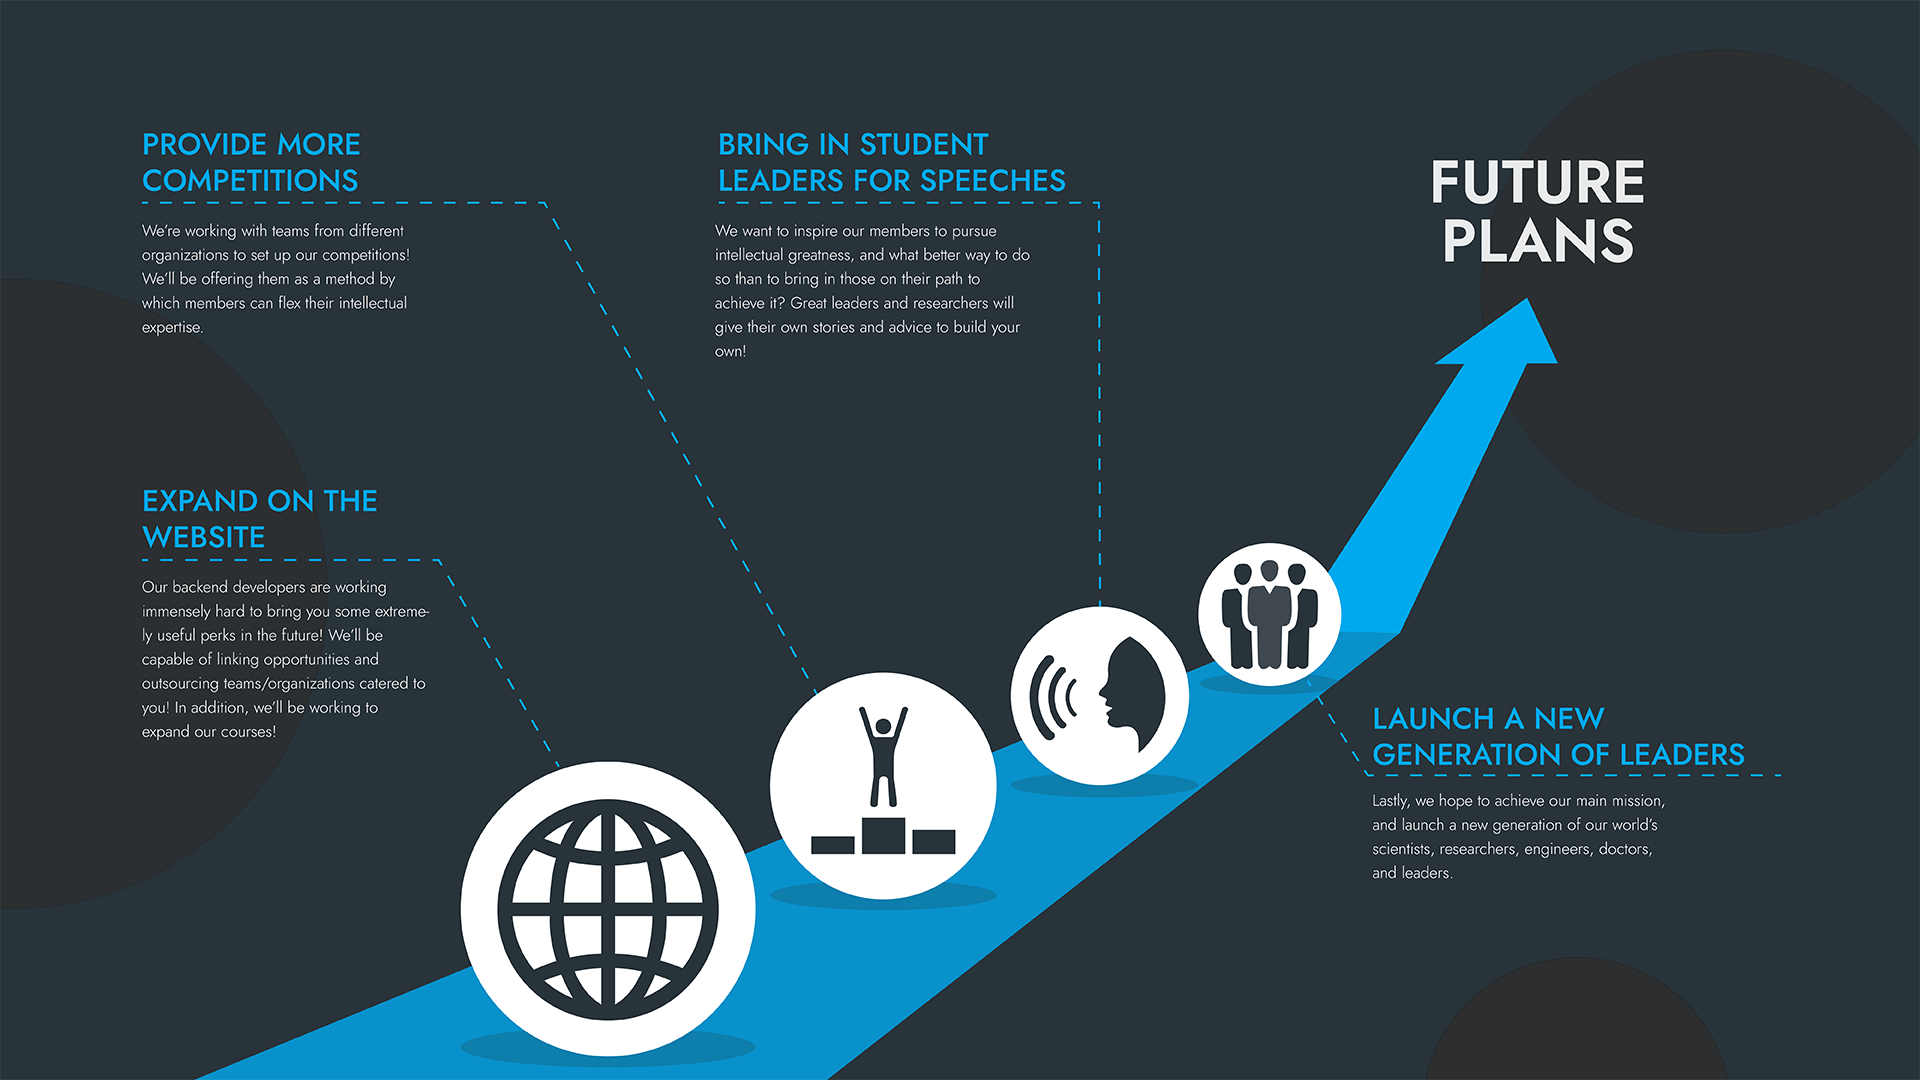 PROVIDE MORE
COMPETITIONS
We're working with teams from different
organizations to set up our competitions!
We'll be offering them as a method by
which members can flex their intellectual
expertise.
BRING IN STUDENT
LEADERS FOR SPEECHES
We want to inspire our members to pursue
intellectual greatness, and what better way to do
so than to bring in those on their path to
achieve it? Great leaders and researchers will
give their own stories and advice to build your
own!
FUTURE
PLANS
EXPAND ON THE
WEBSITE
Our backend developers are working
immensely hard to bring you some extreme-
ly useful perks in the future! We'll be
capable of linking opportunities and
outsourcing teams/organizations catered to
you! In addition, we'll be working to
expand our courses!
LAUNCH A NEW
GENERATION OF LEADERS
Lastly, we hope to achieve our main mission,
and launch a new generation of our world's
scientists, researchers, engineers, doctors,
and leaders.